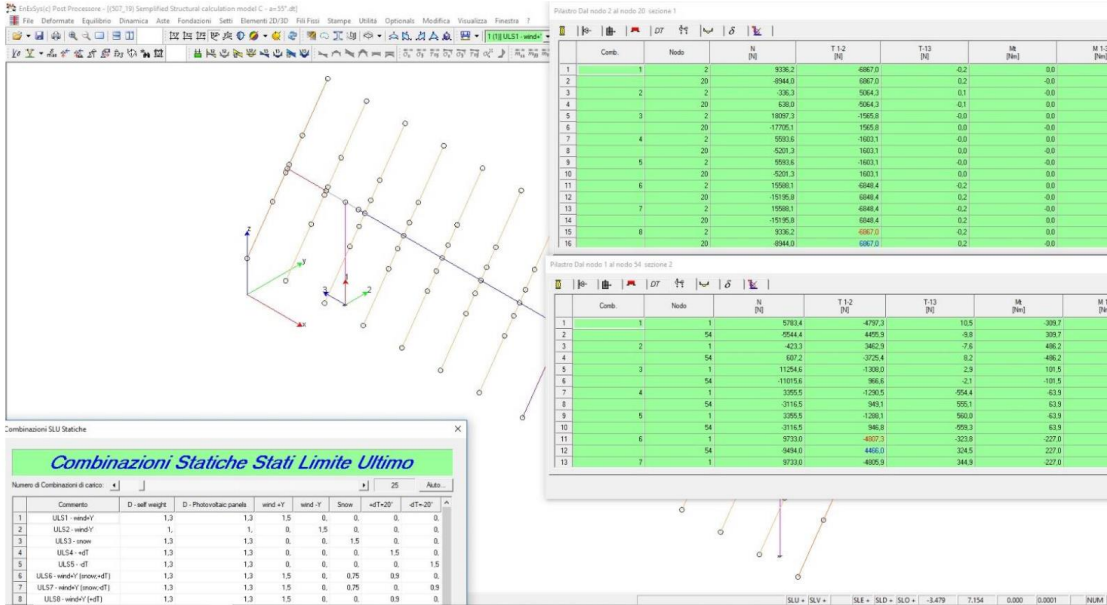 EnExSys(c) Post Processore - [(S07_19) Simplified Structural calculation model C - a=35°.dt]
File Deformate Equilibrio Dinamica Aste Fondazioni Setti Elementi 2D/3D Fili Fissi Stampe Utilità Optionals Modifica Visualizza Finestra ?
1 (1)| ULS1 - wind+
z
y
x
3
1
2
Pilastro Dal nodo 2 al nodo 20 sezione 1
DT
Comb. Nodo N [N] T 1-2 [N] T-13 [N] Mt [Nm] M 1-
1 1 2 9336,2 -6867,0 -0,2 0,0
2 20 -8944,0 6867,0 0,2 -0,0
3 2 2 -336,3 5064,3 0,1 -0,0
4 20 638,0 -5064,3 -0,1 0,0
5 3 2 18097,3 -1565,8 0,0 -0,0
6 20 -17705,1 1565,8 0,0 0,0
7 4 2 5593,6 -1603,1 0,0 -0,0
8 20 -5201,3 1603,1 0,0 0,0
9 5 2 5593,6 -1603,1 0,0 -0,0
10 20 -5201,3 1603,1 0,0 0,0
11 6 2 15588,1 -6848,4 -0,2 0,0
12 20 -15195,8 6848,4 0,2 -0,0
13 7 2 15588,1 -6848,4 -0,2 0,0
14 20 -15195,8 6848,4 0,2 -0,0
15 8 2 9336,2 -6867,0 -0,2 0,0
16 20 -8944,0 6867,0 0,2 -0,0
Pilastro Dal nodo 1 al nodo 54 sezione 2
DT
Comb. Nodo N [N] T 1-2 [N] T-13 [N] Mt [Nm] M 1
1 1 1 5783,4 -4797,3 10,5 -309,7
2 54 -5544,4 4455,9 -9,8 309,7
3 2 1 -423,3 3462,9 -7,6 486,2
4 54 607,2 -3725,4 8,2 -486,2
5 3 1 11254,6 -1308,0 2,9 101,5
6 54 -11015,6 966,6 -2,1 -101,5
7 4 1 3355,5 -1290,5 -554,4 -63,9
8 54 -3116,5 949,1 555,1 63,9
9 5 1 3355,5 -1288,1 560,0 -63,9
10 54 -3116,5 946,8 -559,3 63,9
11 6 1 9733,0 -4807,3 -323,8 -227,0
12 54 -9494,0 4466,0 324,5 227,0
13 7 1 9733,0 -4805,9 344,9 -227,0
Combinazioni SLU Statiche
Combinazioni Statiche Stati Limite Ultimo
Numero di Combinazioni di carico: 25 Auto...
Commento D - self weight D - Photovoltaic panels wind +Y wind -Y Snow +dT+20° -dT=-20°
1 ULS1 - wind+Y 1,3 1,3 1,5 0, 0, 0, 0,
2 ULS2 - wind-Y 1, 1, 0, 1,5 0, 0, 0,
3 ULS3 - snow 1,3 1,3 0, 0, 1,5 0, 0,
4 ULS4 - +dT 1,3 1,3 0, 0, 0, 1,5 0,
5 ULS5 - -dT 1,3 1,3 0, 0, 0, 0, 1,5
6 ULS6 - wind+Y (snow;+dT) 1,3 1,3 1,5 0, 0,75 0,9 0,
7 ULS7 - wind+Y (snow;-dT) 1,3 1,3 1,5 0, 0,75 0, 0,9
8 ULS8 - wind+Y (+dT) 1,3 1,3 1,5 0, 0, 0,9 0,
SLU + SLV + SLE + SLD + SLO + -3.479 7.154 0.000 0.0001 NUM